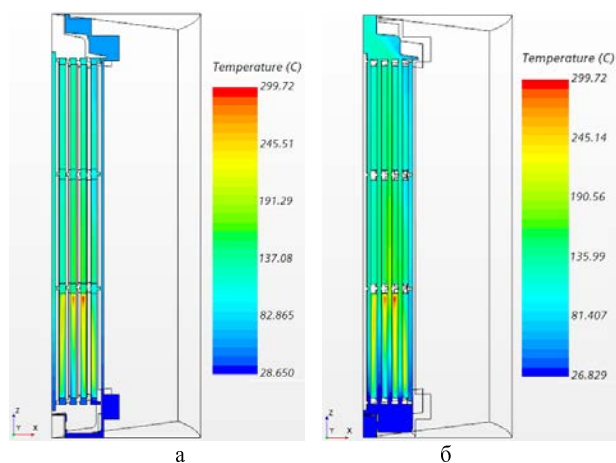 Temperature (C)
299.72
245.51
191.29
137.08
82.865
28.650
Z
Y
X
а
Temperature (C)
299.72
245.14
190.56
135.99
81.407
26.829
Z
Y
X
б